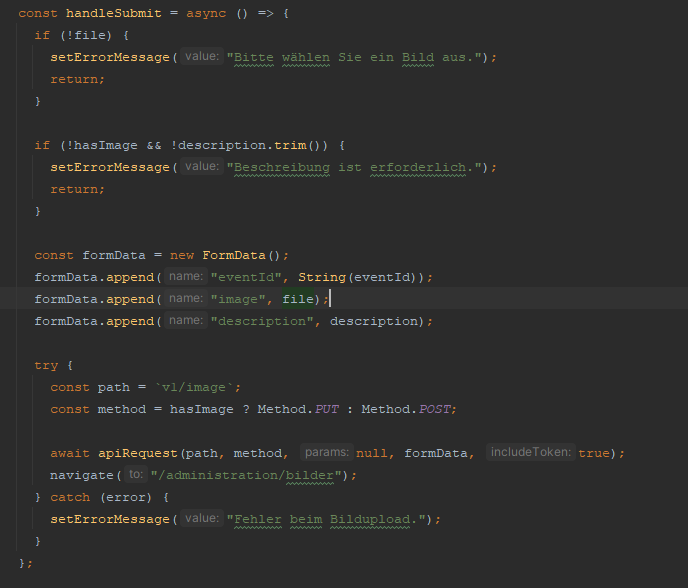 const handleSubmit = async () => {
if (!file) {
setErrorMessage( value: "Bitte wählen Sie ein Bild aus.");
return;
}
if (!hasImage && !description.trim()) {
setErrorMessage( value: "Beschreibung ist erforderlich.");
return;
}
const formData = new FormData();
formData.append( name: "eventId", String(eventId));
formData.append( name: "image", file);
formData.append( name: "description", description);
try {
const path = `v1/image`;
const method = hasImage ? Method.PUT : Method.POST;
await apiRequest(path, method, params: null, formData, includeToken: true);
navigate( to: "/administration/bilder");
} catch (error) {
setErrorMessage( value: "Fehler beim Bildupload.");
}
};